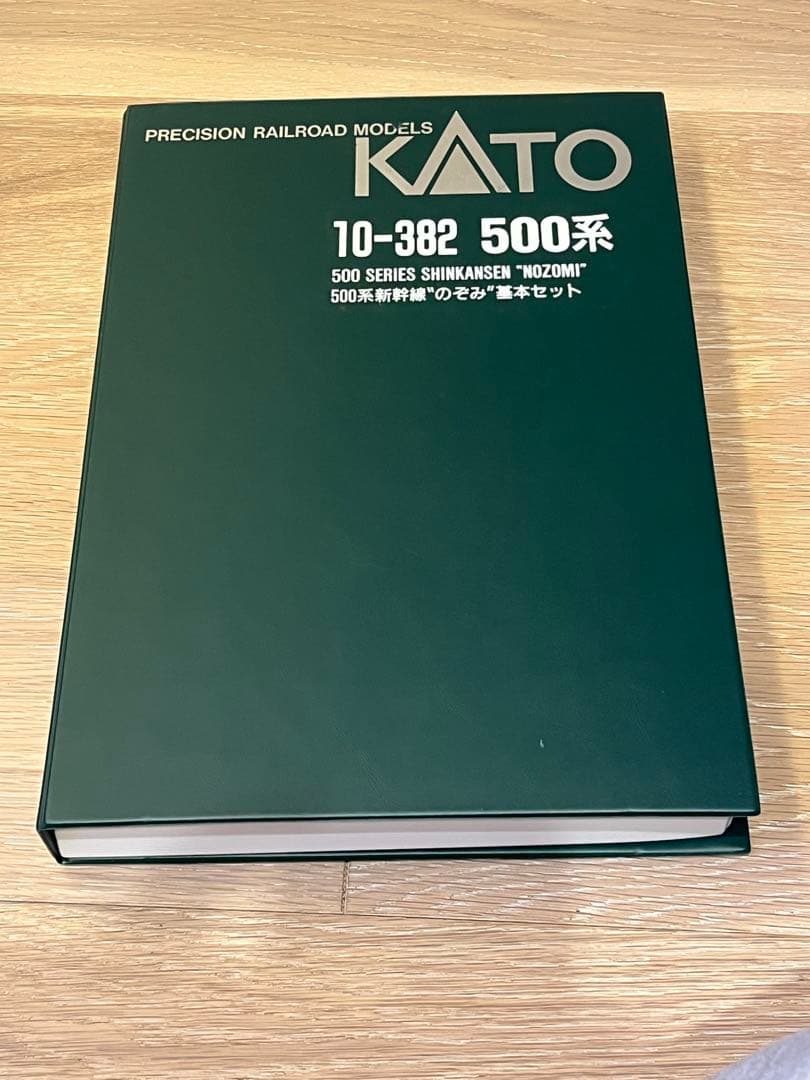 PRECISION RAILROAD MODELS
KATO
10-382 500系
500 SERIES SHINKANSEN "NOZOMI"
500系新幹線"のぞみ"基本セット